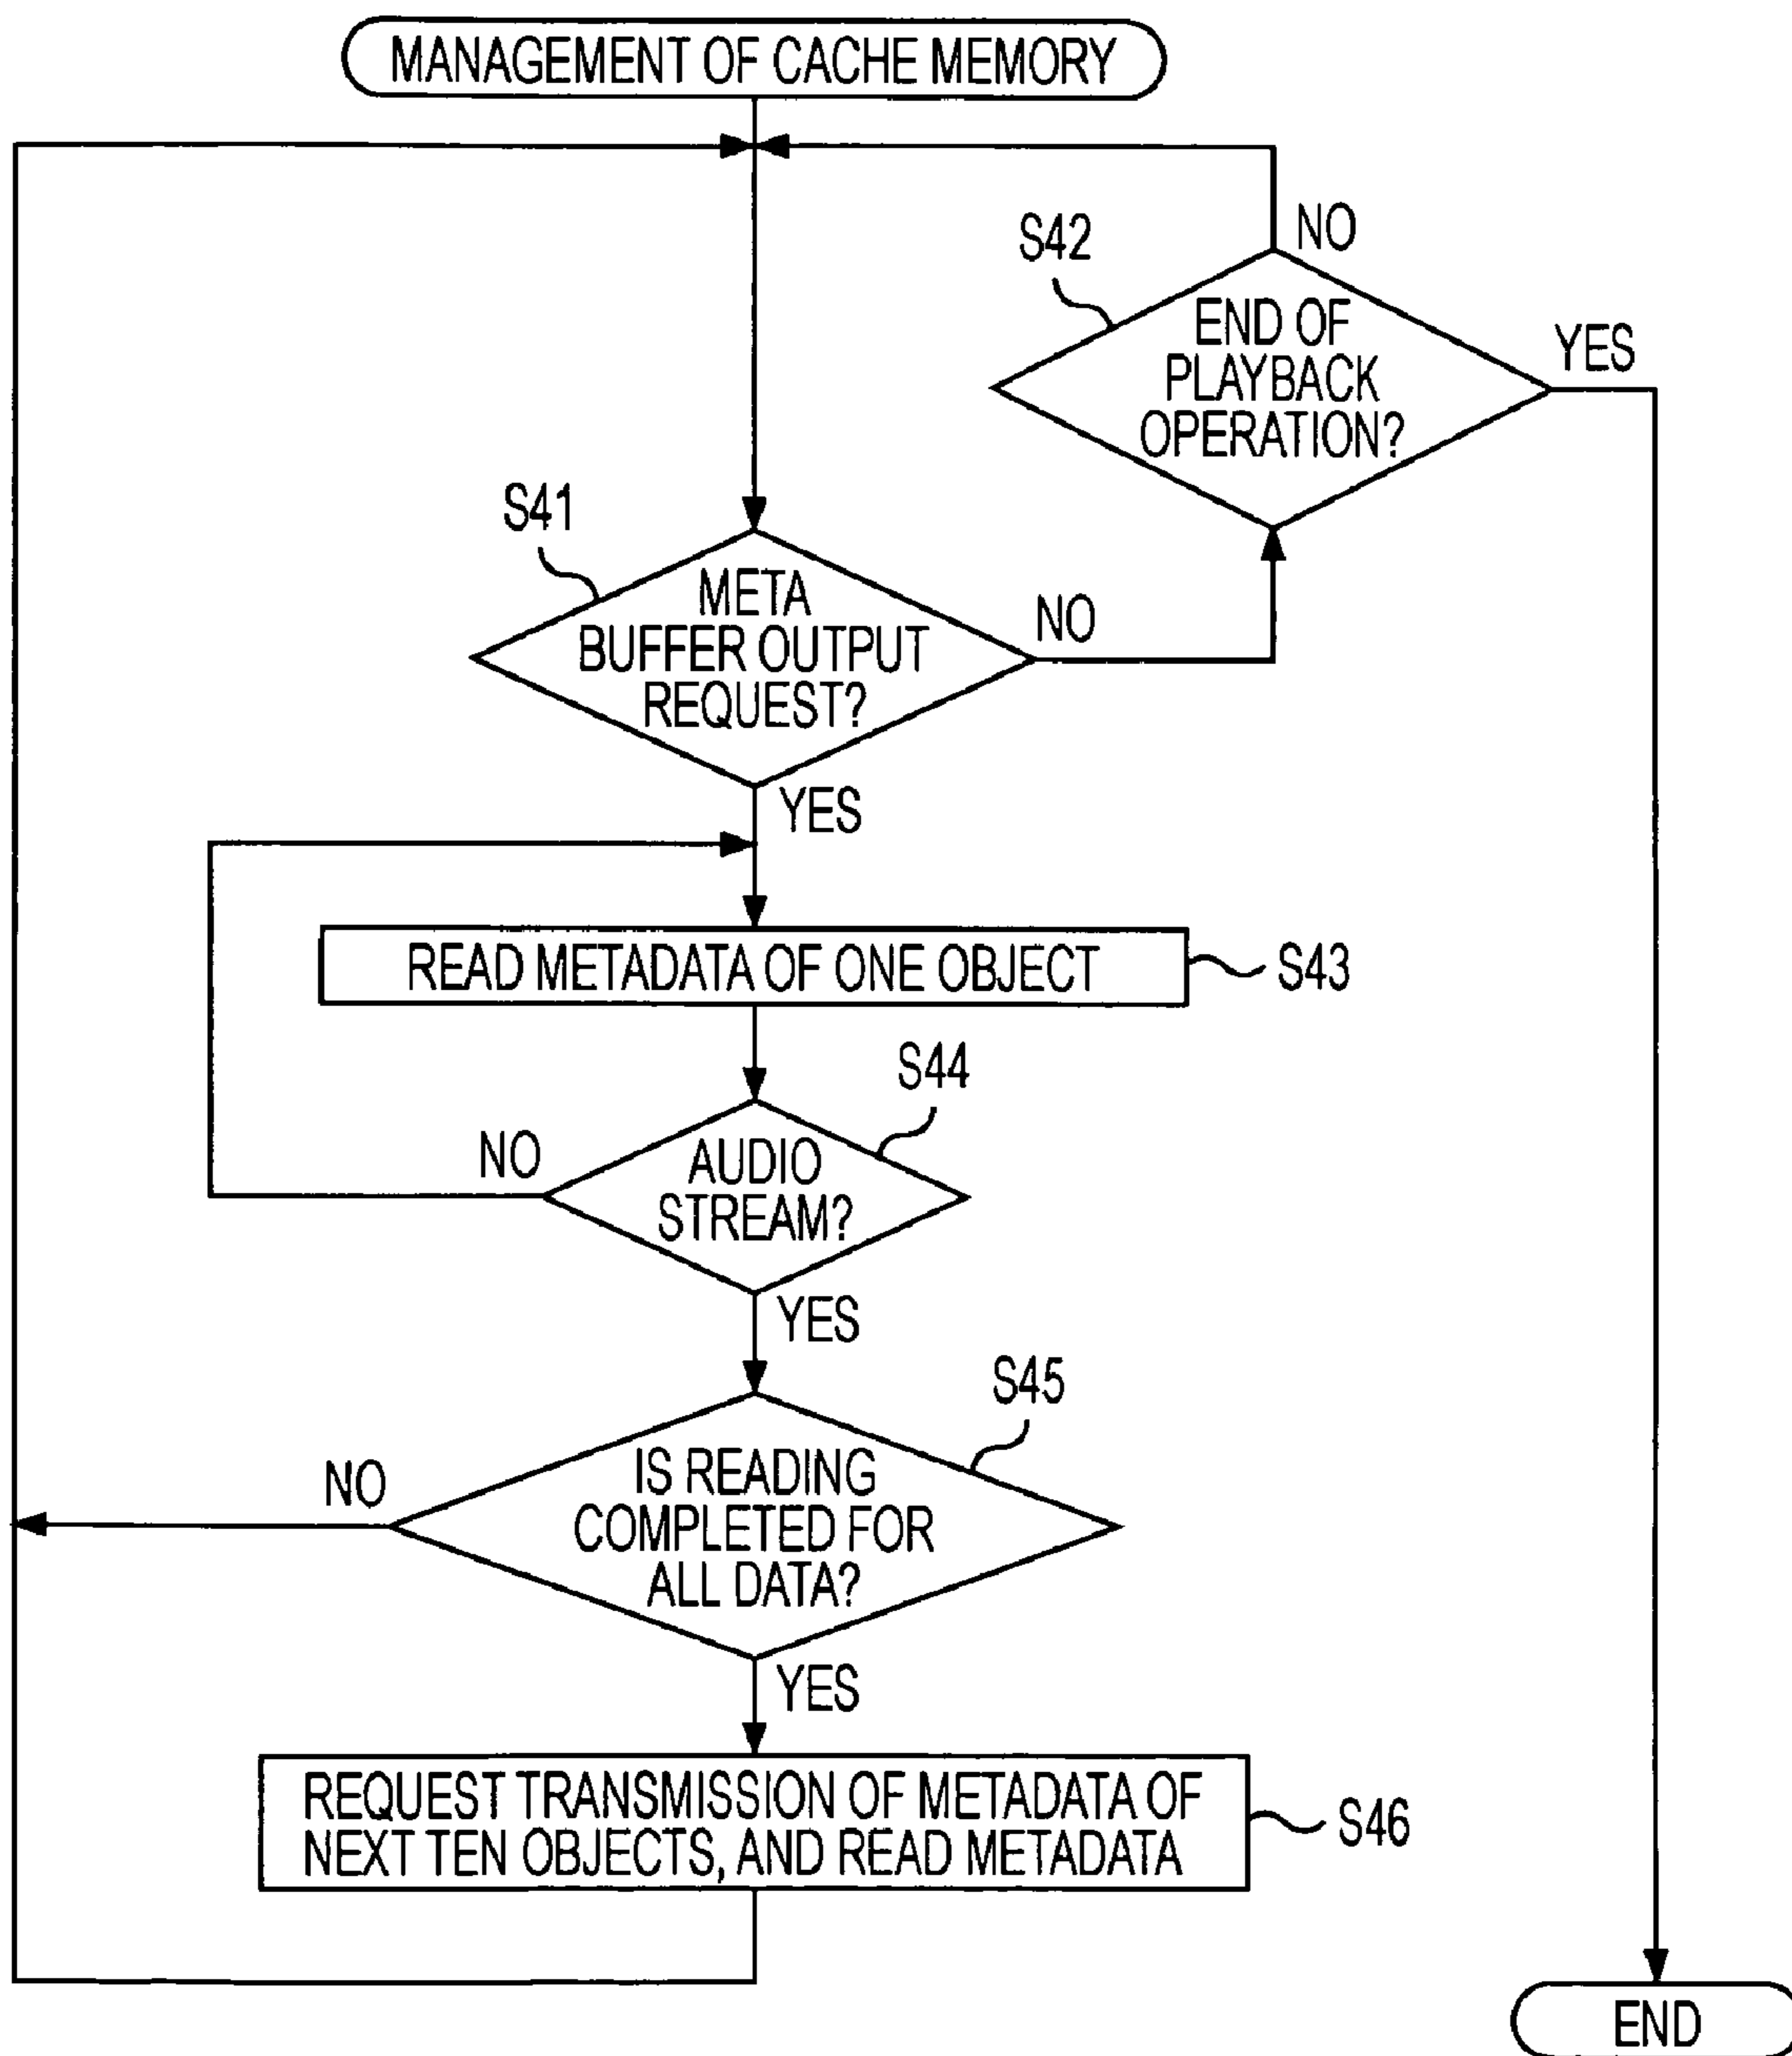 MANAGEMENT OF CACHE MEMORY
S42
NO
END OF
PLAYBACK
OPERATION?
YES
S41
META
BUFFER OUTPUT
REQUEST?
NO
YES
READ METADATA OF ONE OBJECT
S43
S44
NO
AUDIO
STREAM?
YES
S45
NO
IS READING
COMPLETED FOR
ALL DATA?
YES
REQUEST TRANSMISSION OF METADATA OF
NEXT TEN OBJECTS, AND READ METADATA
S46
END